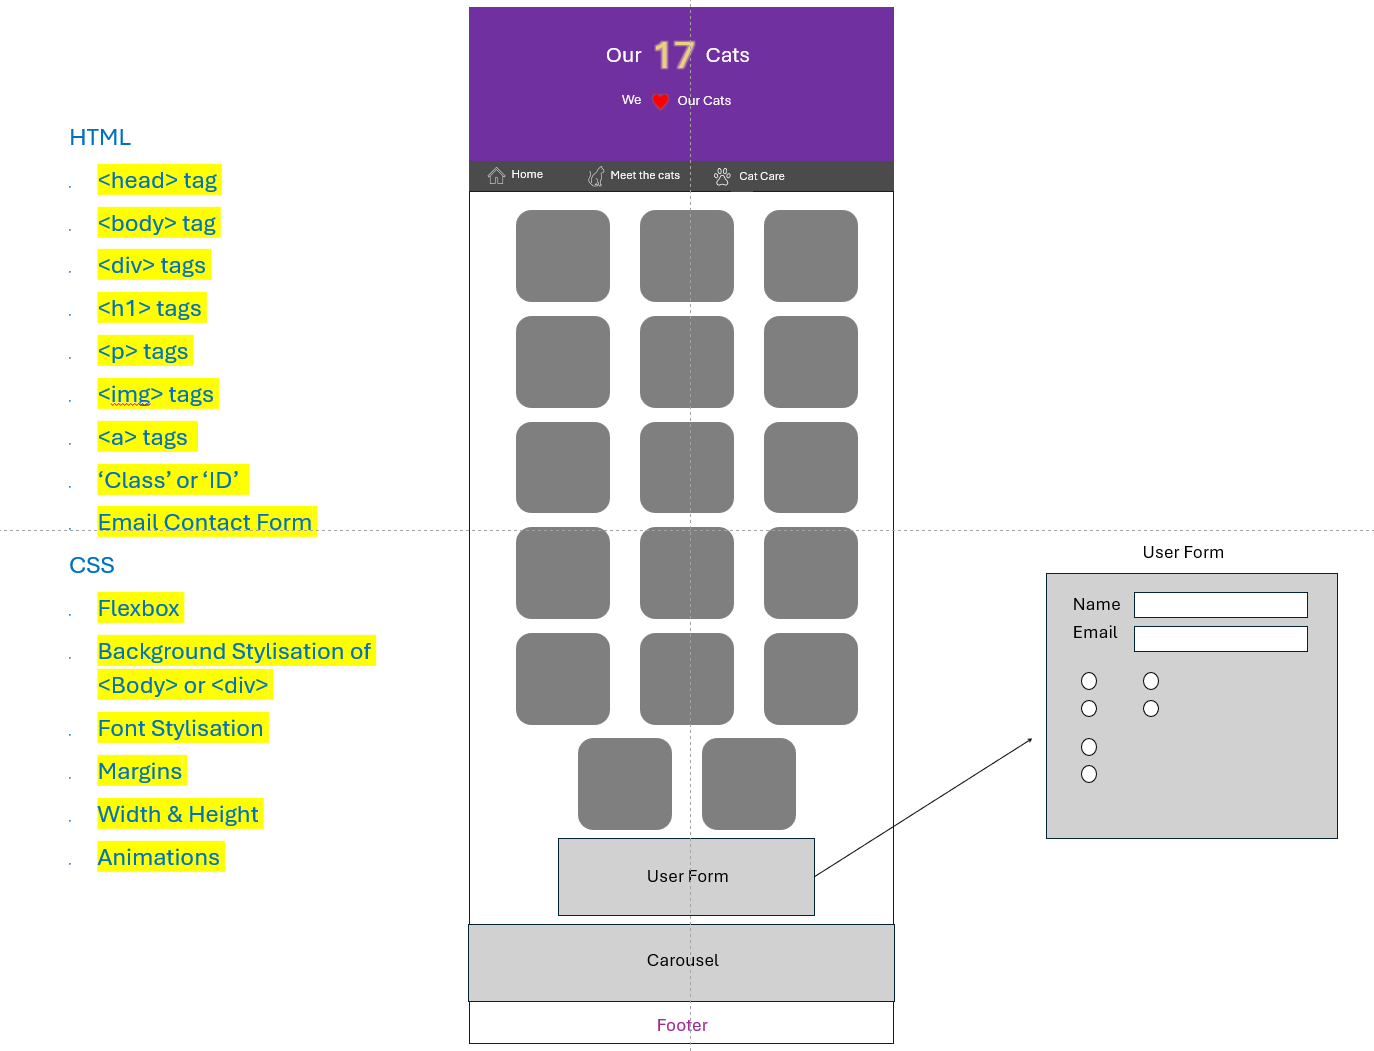 HTML
<head> tag
<body> tag
<div> tags
<h1> tags
<p> tags
<img> tags
<a> tags
‘Class’ or ‘ID’
Email Contact Form
CSS
Flexbox
Background Stylisation of
<Body> or <div>
Font Stylisation
Margins
Width & Height
Animations
Our 17 Cats
We ❤ Our Cats
Home Meet the cats Cat Care
User Form
Carousel
Footer
User Form
Name
Email